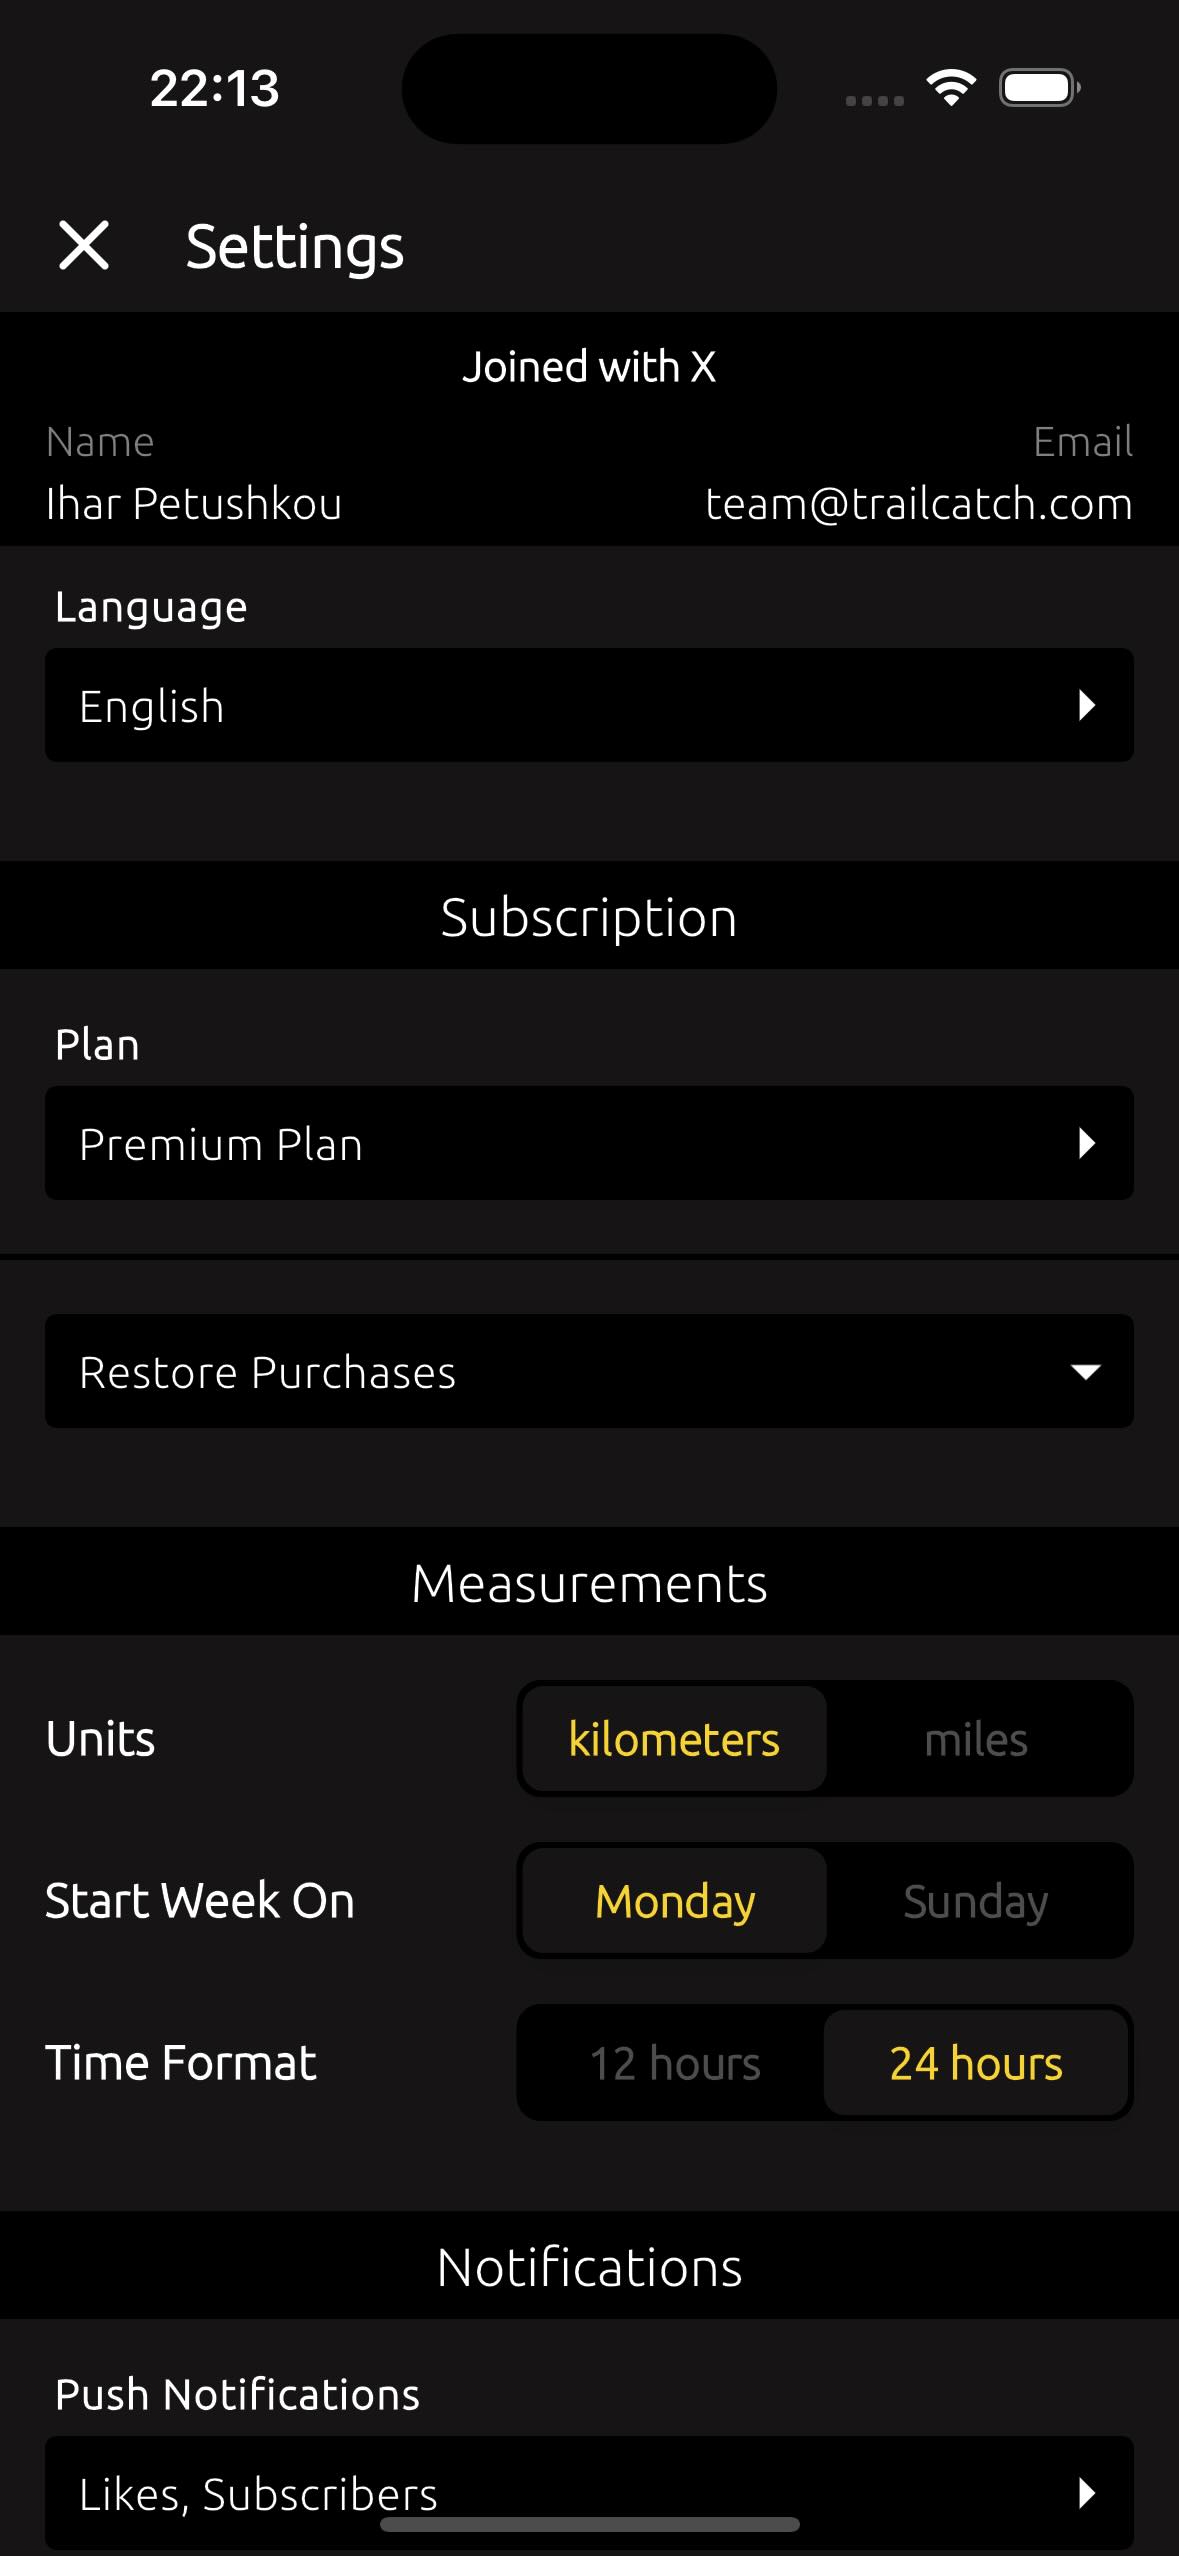 22:13
Settings
Joined with X
Name Email
Ihar Petushkou team@trailcatch.com
Language
English
Subscription
Plan
Premium Plan
Restore Purchases
Measurements
Units kilometers miles
Start Week On Monday Sunday
Time Format 12 hours 24 hours
Notifications
Push Notifications
Likes, Subscribers